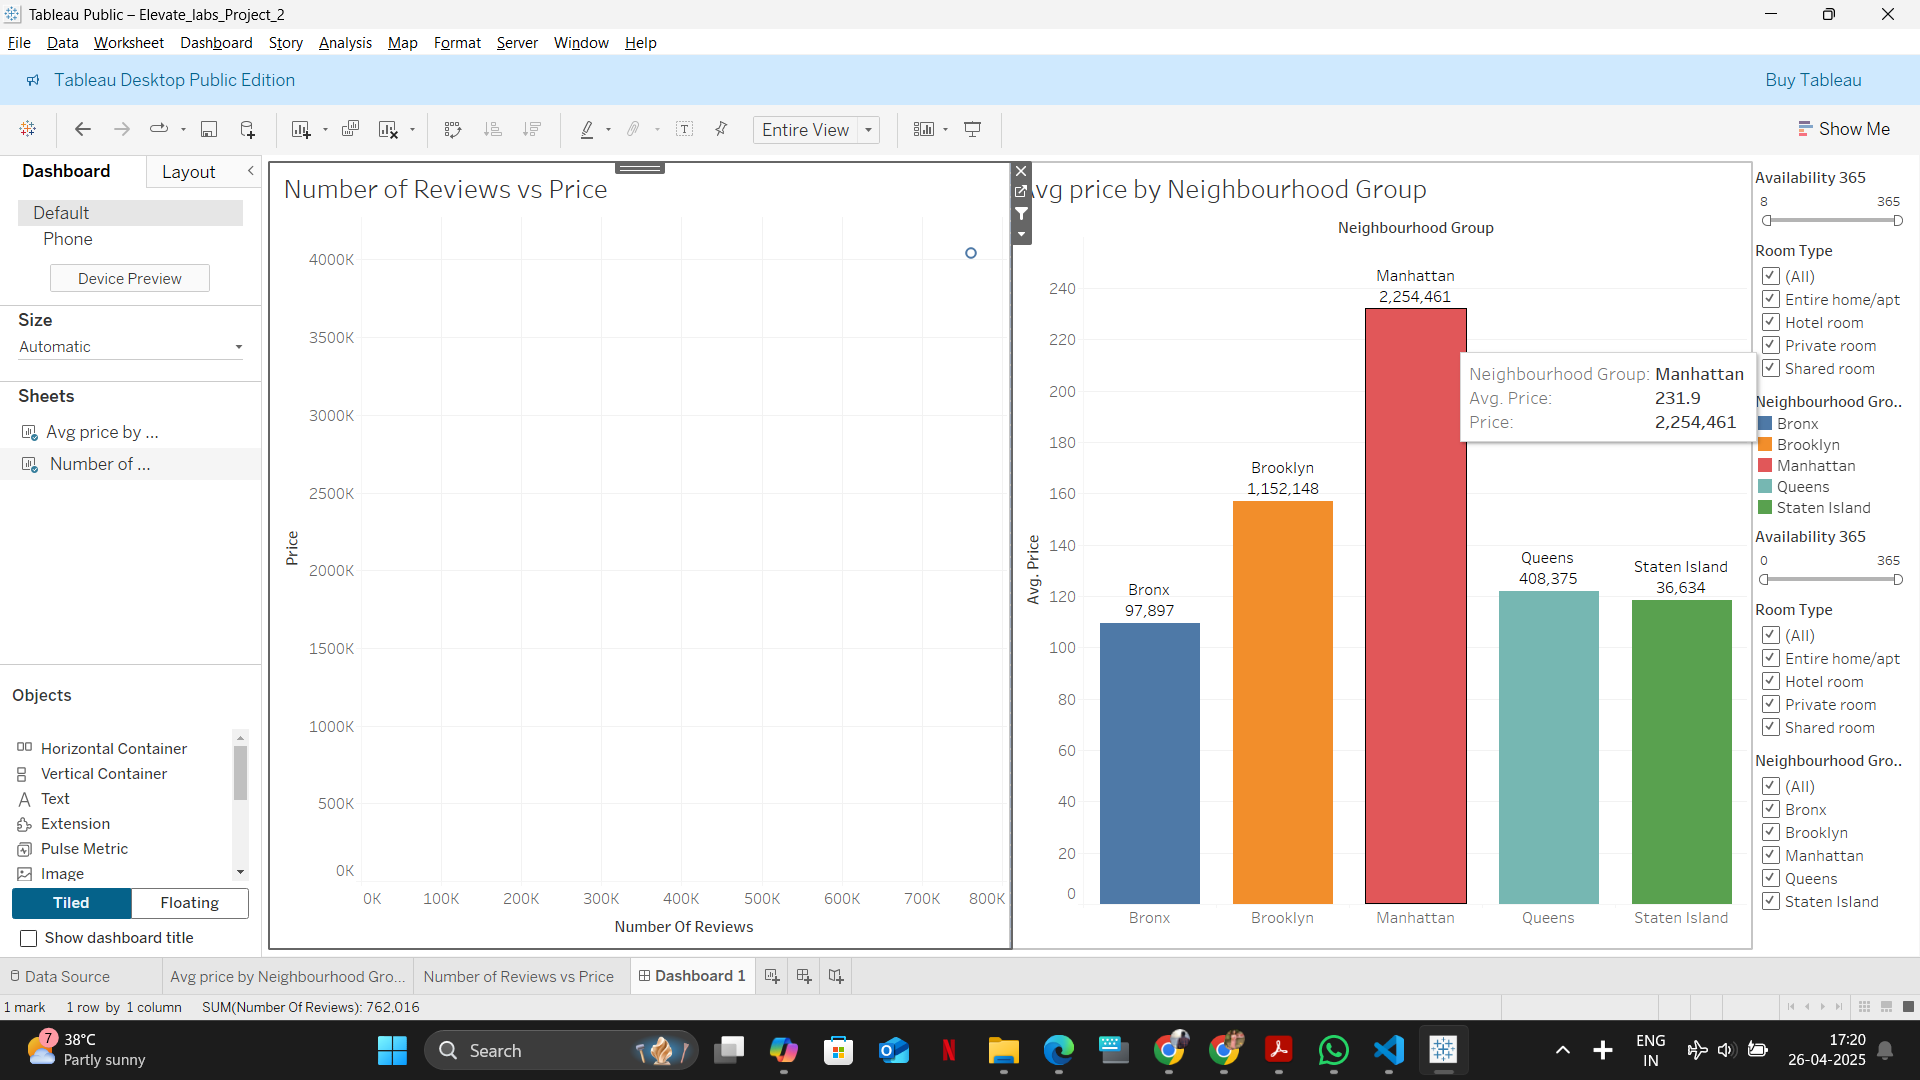 Tableau Public – Elevate_labs_Project_2
File Data Worksheet Dashboard Story Analysis Map Format Server Window Help
Tableau Desktop Public Edition
Buy Tableau
Entire View
Show Me
Dashboard
Layout
Default
Phone
Device Preview
Size
Automatic
Sheets
Avg price by ...
Number of ...
Objects
Horizontal Container
Vertical Container
Text
Extension
Pulse Metric
Image
Tiled
Floating
Show dashboard title
Number of Reviews vs Price
4000K
3500K
3000K
2500K
2000K
1500K
1000K
500K
0K
Price
0K 100K 200K 300K 400K 500K 600K 700K 800K
Number Of Reviews
Avg price by Neighbourhood Group
Neighbourhood Group
240
220
200
180
160
140
120
100
80
60
40
20
0
Avg. Price
Bronx
97,897
Brooklyn
1,152,148
Manhattan
2,254,461
Queens
408,375
Staten Island
36,634
Neighbourhood Group: Manhattan
Avg. Price: 231.9
Price: 2,254,461
Bronx Brooklyn Manhattan Queens Staten Island
Availability 365
8 365
Room Type
(All)
Entire home/apt
Hotel room
Private room
Shared room
Neighbourhood Gro..
Bronx
Brooklyn
Manhattan
Queens
Staten Island
Availability 365
0 365
Room Type
(All)
Entire home/apt
Hotel room
Private room
Shared room
Neighbourhood Gro..
(All)
Bronx
Brooklyn
Manhattan
Queens
Staten Island
Data Source
Avg price by Neighbourhood Gro...
Number of Reviews vs Price
Dashboard 1
1 mark 1 row by 1 column SUM(Number Of Reviews): 762,016
7
38°C
Partly sunny
Search
ENG
IN
17:20
26-04-2025